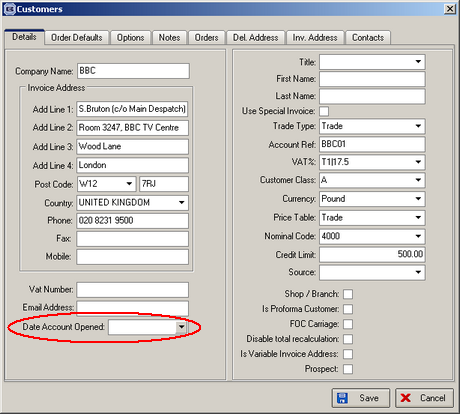 Customers
Details Order Defaults Options Notes Orders Del. Address Inv. Address Contacts
Company Name: BBC
Invoice Address
Add Line 1: S.Bruton (c/o Main Despatch)
Add Line 2: Room 3247, BBC TV Centre
Add Line 3: Wood Lane
Add Line 4: London
Post Code: W12 7RJ
Country: UNITED KINGDOM
Phone: 020 8231 9500
Fax:
Mobile:
Vat Number:
Email Address:
Date Account Opened:
Title:
First Name:
Last Name:
Use Special Invoice:
Trade Type: Trade
Account Ref: BBC01
VAT%: T1|17.5
Customer Class: A
Currency: Pound
Price Table: Trade
Nominal Code: 4000
Credit Limit: 500.00
Source:
Shop / Branch:
Is Proforma Customer:
FOC Carriage:
Disable total recalculation:
Is Variable Invoice Address:
Prospect:
Save Cancel